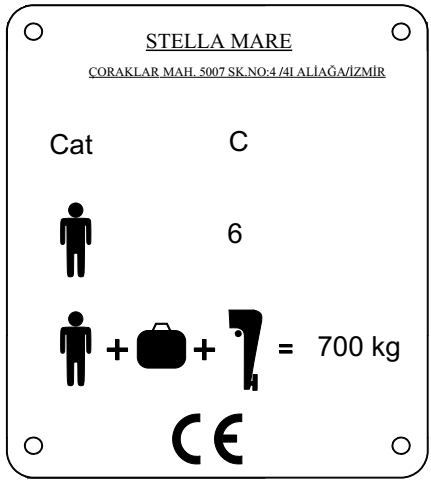 STELLA MARE
ÇORAKLAR MAH. 5007 SK.NO:4 /4I ALİAĞA/İZMİR
Cat C
6
+ + = 700 kg
CE